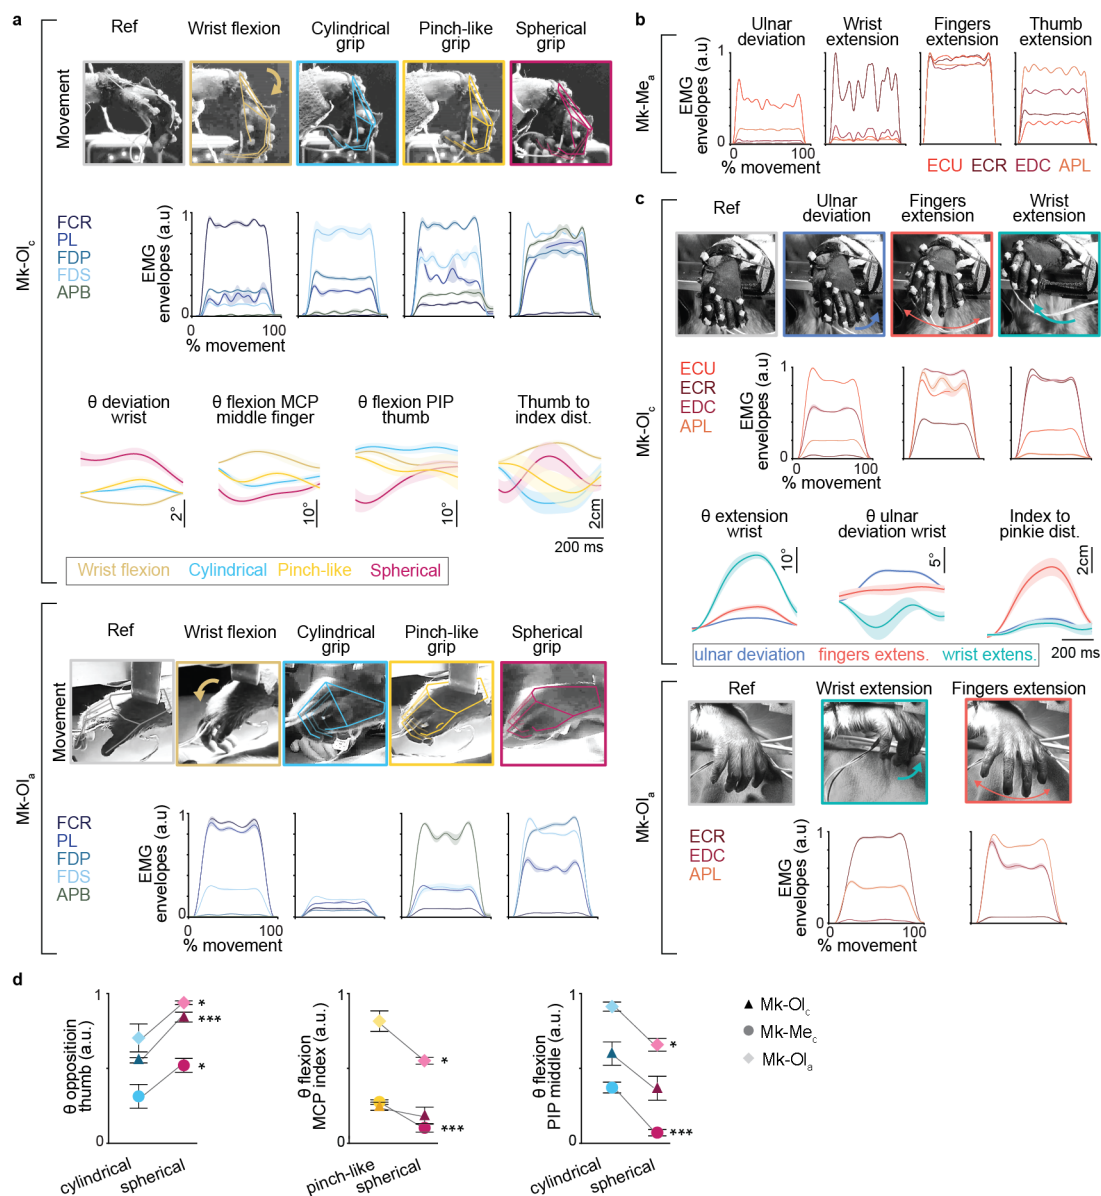 a
Ref
Wrist flexion
Cylindrical
grip
Pinch-like
grip
Spherical
grip
Movement
Mk-Ol_c
FCR
PL
FDP
FDS
APB
EMG
envelopes (a.u)
1
0
0
100
% movement
θ deviation
wrist
θ flexion MCP
middle finger
θ flexion PIP
thumb
Thumb to
index dist.
2°
10°
10°
2cm
200 ms
Wrist flexion Cylindrical Pinch-like Spherical
Mk-Ol_a
Ref
Wrist flexion
Cylindrical
grip
Pinch-like
grip
Spherical
grip
Movement
FCR
PL
FDP
FDS
APB
EMG
envelopes (a.u)
1
0
0
100
% movement
b
Mk-Me_a
Ulnar
deviation
Wrist
extension
Fingers
extension
Thumb
extension
EMG
envelopes (a.u)
1
0
0
100
% movement
ECU ECR EDC APL
c
Mk-Ol_c
Ref
Ulnar
deviation
Fingers
extension
Wrist
extension
ECU
ECR
EDC
APL
EMG
envelopes (a.u)
1
0
0
100
% movement
θ extension
wrist
θ ulnar
deviation wrist
Index to
pinkie dist.
10°
5°
2cm
200 ms
ulnar deviation fingers extens. wrist extens.
Mk-Ol_a
Ref
Wrist extension
Fingers extension
ECR
EDC
APL
EMG
envelopes (a.u)
1
0
0
100
% movement
d
θ oppositioin
thumb (a.u.)
1
0
*
***
*
cylindrical
spherical
θ flexion
MCP index (a.u.)
1
0
*
***
pinch-like
spherical
θ flexion
PIP middle (a.u.)
1
0
*
***
cylindrical
spherical
Mk-Ol_c
Mk-Me_c
Mk-Ol_a